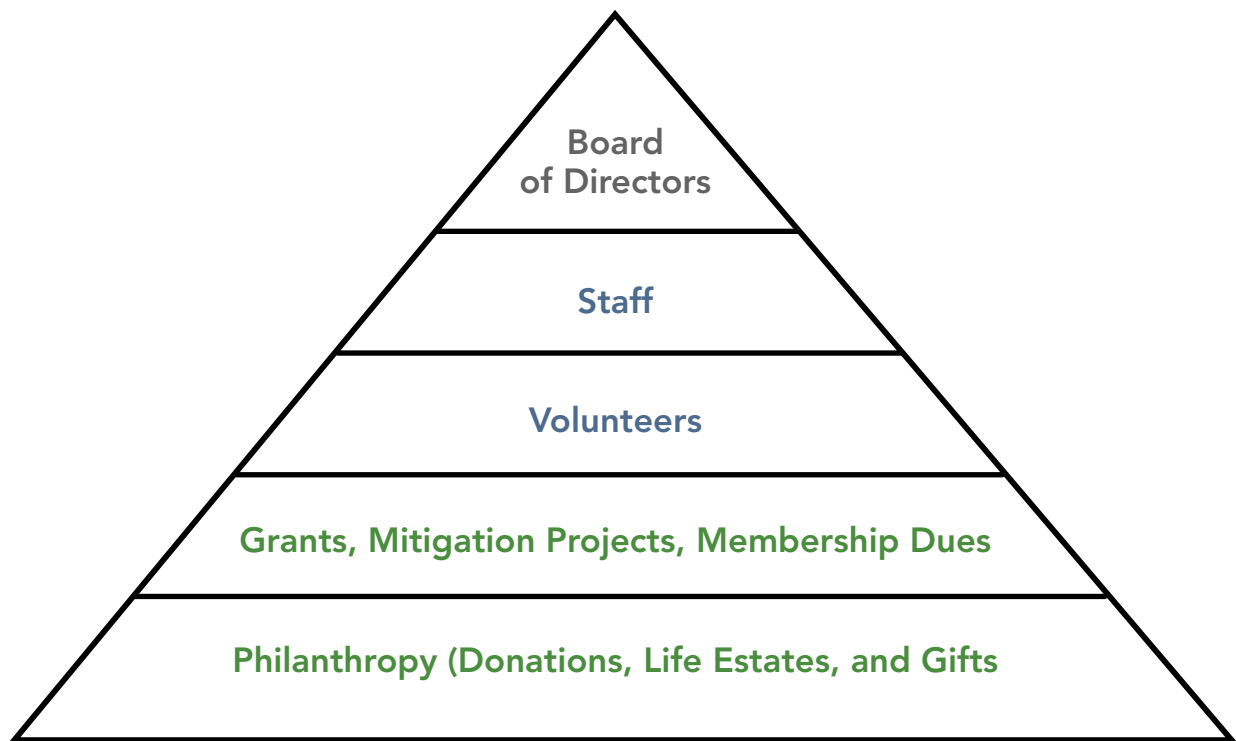 Board
of Directors
Staff
Volunteers
Grants, Mitigation Projects, Membership Dues
Philanthropy (Donations, Life Estates, and Gifts